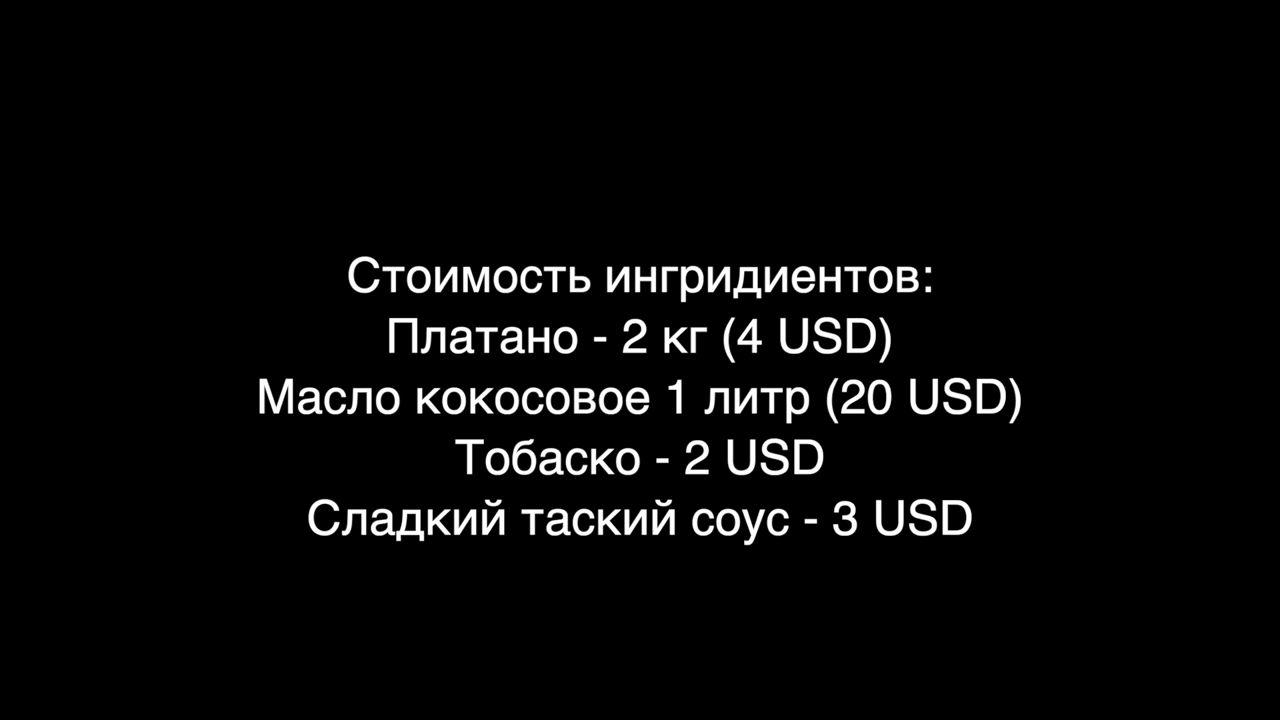 Стоимость ингридиентов:
Платано - 2 кг (4 USD)
Масло кокосовое 1 литр (20 USD)
Тобаско - 2 USD
Сладкий таский соус - 3 USD